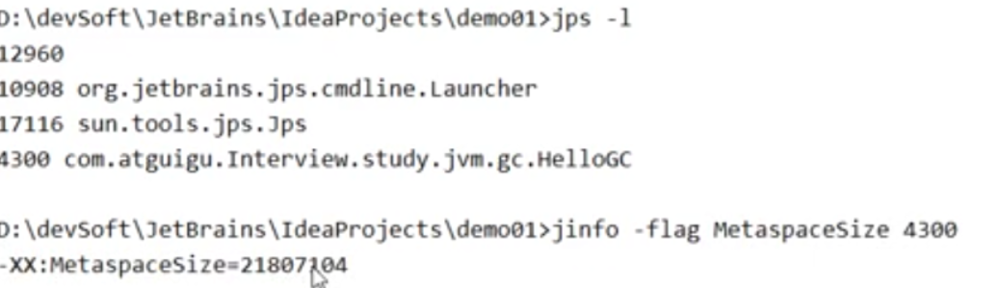 D:\devSoft\JetBrains\IdeaProjects\demo01>jps -l
12960
10908 org.jetbrains.jps.cmdline.Launcher
17116 sun.tools.jps.Jps
4300 com.atguigu.Interview.study.jvm.gc.HelloGC
D:\devSoft\JetBrains\IdeaProjects\demo01>jinfo -flag MetaspaceSize 4300
-XX:MetaspaceSize=21807104